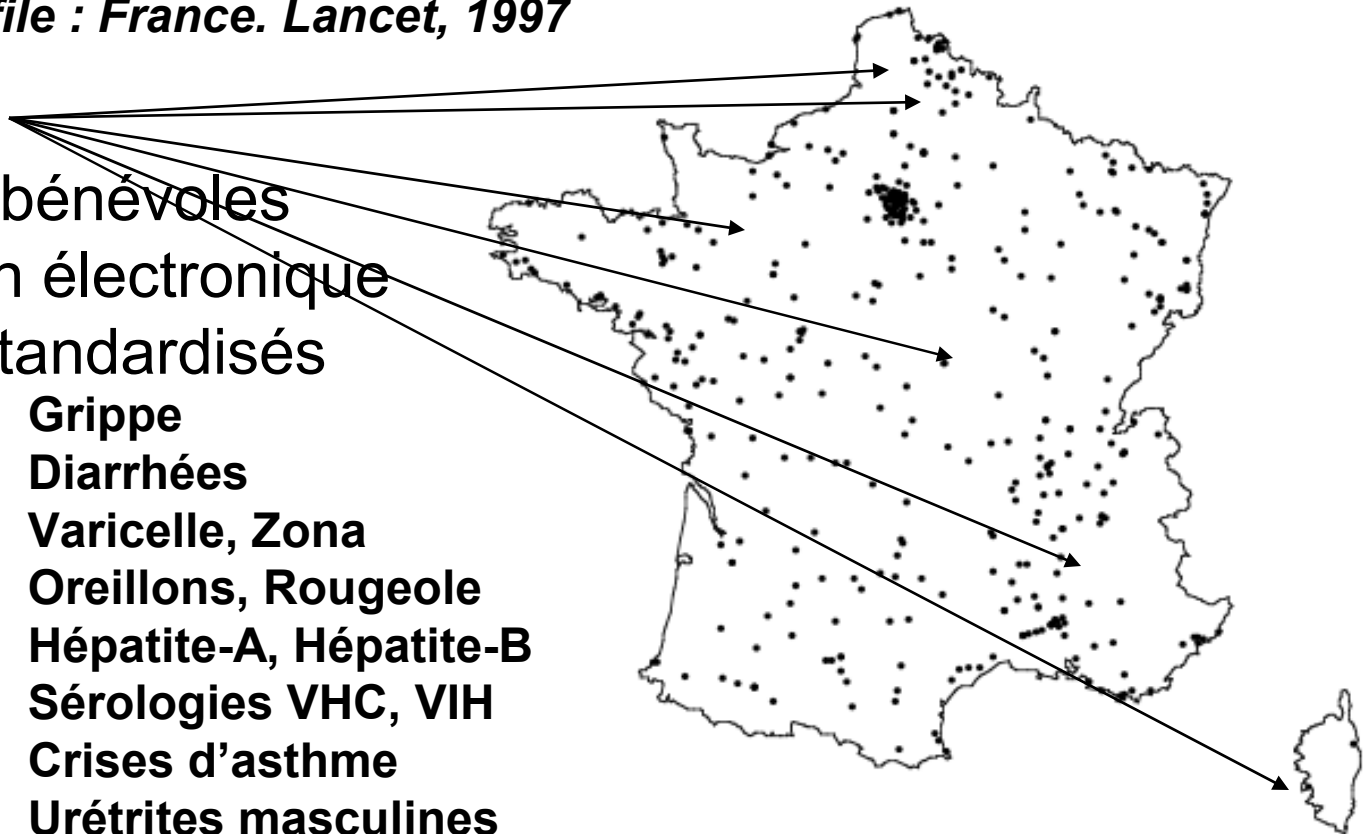 file : France. Lancet, 1997
bénévoles
n électronique
tandardisés
Grippe
Diarrhées
Varicelle, Zona
Oreillons, Rougeole
Hépatite-A, Hépatite-B
Sérologies VHC, VIH
Crises d’asthme
Urétrites masculines